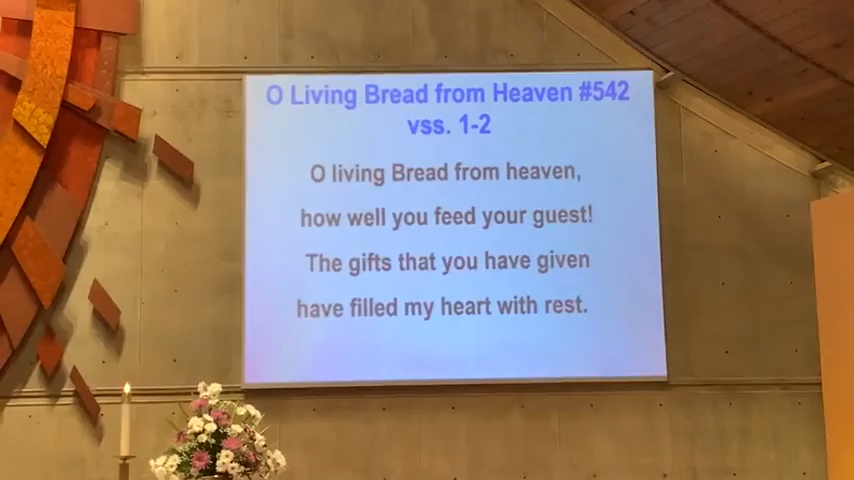 O Living Bread from Heaven #542
vss. 1-2
O living Bread from heaven,
how well you feed your guest!
The gifts that you have given
have filled my heart with rest.